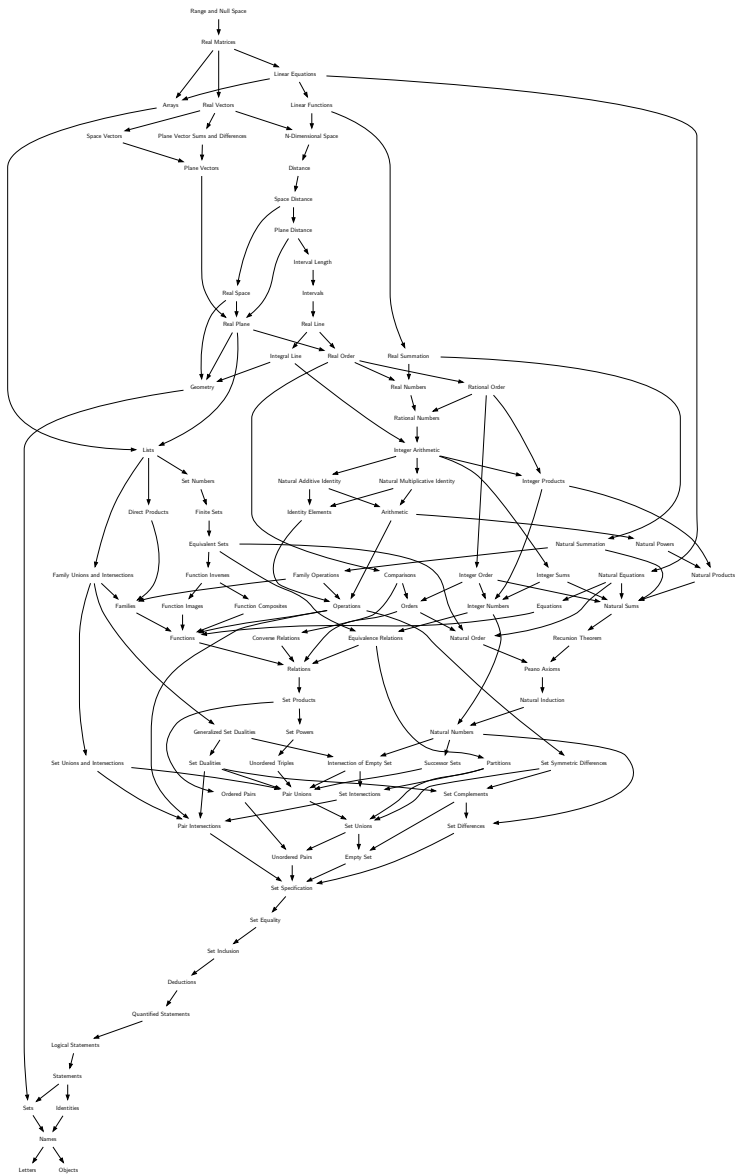 Range and Null Space
Real Matrices
Linear Equations
Arrays
Real Vectors
Linear Functions
Space Vectors
Plane Vector Sums and Differences
N-Dimensional Space
Plane Vectors
Distance
Space Distance
Plane Distance
Interval Length
Real Space
Intervals
Real Plane
Real Line
Integral Line
Real Order
Real Summation
Geometry
Real Numbers
Rational Order
Rational Numbers
Lists
Integer Arithmetic
Set Numbers
Natural Additive Identity
Natural Multiplicative Identity
Integer Products
Direct Products
Finite Sets
Identity Elements
Arithmetic
Equivalent Sets
Natural Summation
Natural Powers
Family Unions and Intersections
Function Inverses
Family Operations
Comparisons
Integer Order
Integer Sums
Natural Equations
Natural Products
Families
Function Images
Function Composites
Operations
Orders
Integer Numbers
Equations
Natural Sums
Functions
Converse Relations
Equivalence Relations
Natural Order
Recursion Theorem
Relations
Peano Axioms
Set Products
Natural Induction
Generalized Set Dualities
Set Powers
Natural Numbers
Set Unions and Intersections
Set Dualities
Unordered Triples
Intersection of Empty Set
Successor Sets
Partitions
Set Symmetric Differences
Ordered Pairs
Pair Unions
Set Intersections
Set Complements
Pair Intersections
Set Unions
Set Differences
Unordered Pairs
Empty Set
Set Specification
Set Equality
Set Inclusion
Deductions
Quantified Statements
Logical Statements
Statements
Sets
Identities
Names
Letters
Objects